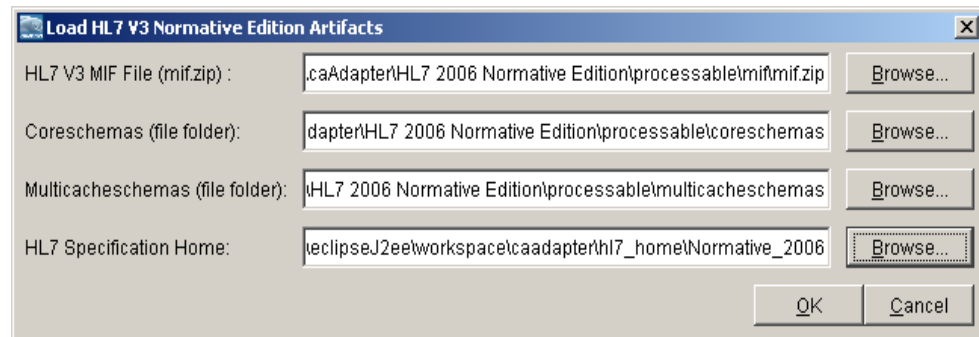 Load HL7 V3 Normative Edition Artifacts
HL7 V3 MIF File (mif.zip) : .caAdapter\HL7 2006 Normative Edition\processable\mif\mif.zip Browse...
Coreschemas (file folder): dapter\HL7 2006 Normative Edition\processable\coreschemas Browse...
Multicacheschemas (file folder): \HL7 2006 Normative Edition\processable\multicacheschemas Browse...
HL7 Specification Home: \eclipseJ2ee\workspace\caadapter\hl7_home\Normative_2006 Browse...
OK Cancel